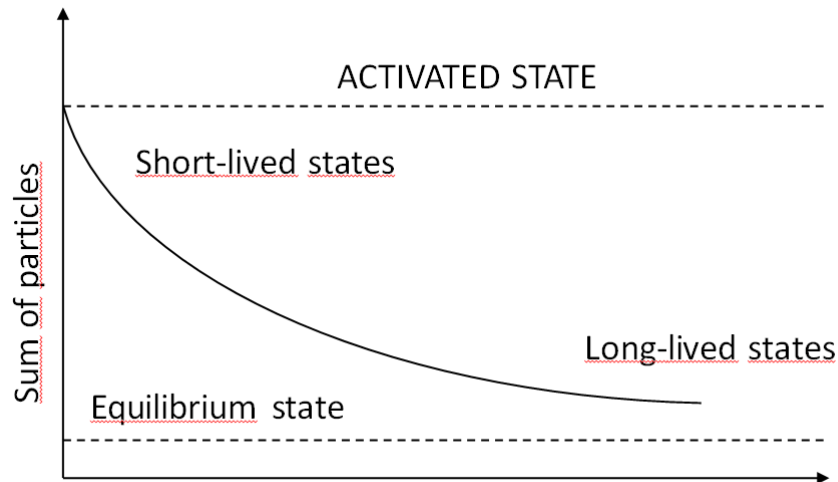 ACTIVATED STATE
Short-lived states
Sum of particles
Long-lived states
Equilibrium state